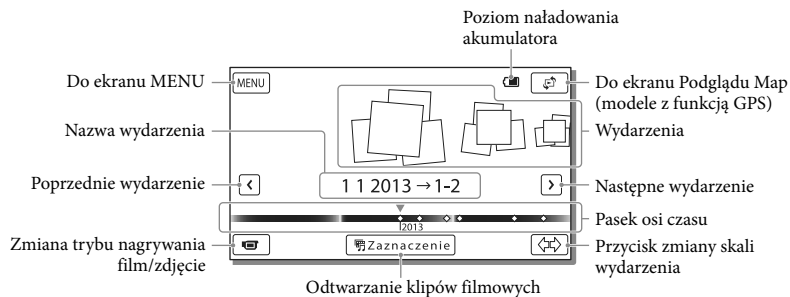 Poziom naładowania
akumulatora
Do ekranu MENU
MENU
Do ekranu Podglądu Map
(modele z funkcją GPS)
Nazwa wydarzenia
Wydarzenia
Poprzednie wydarzenie
1 1 2013 → 1-2
Następne wydarzenie
Pasek osi czasu
2013
Zmiana trybu nagrywania
film/zdjęcie
Zaznaczenie
Przycisk zmiany skali
wydarzenia
Odtwarzanie klipów filmowych